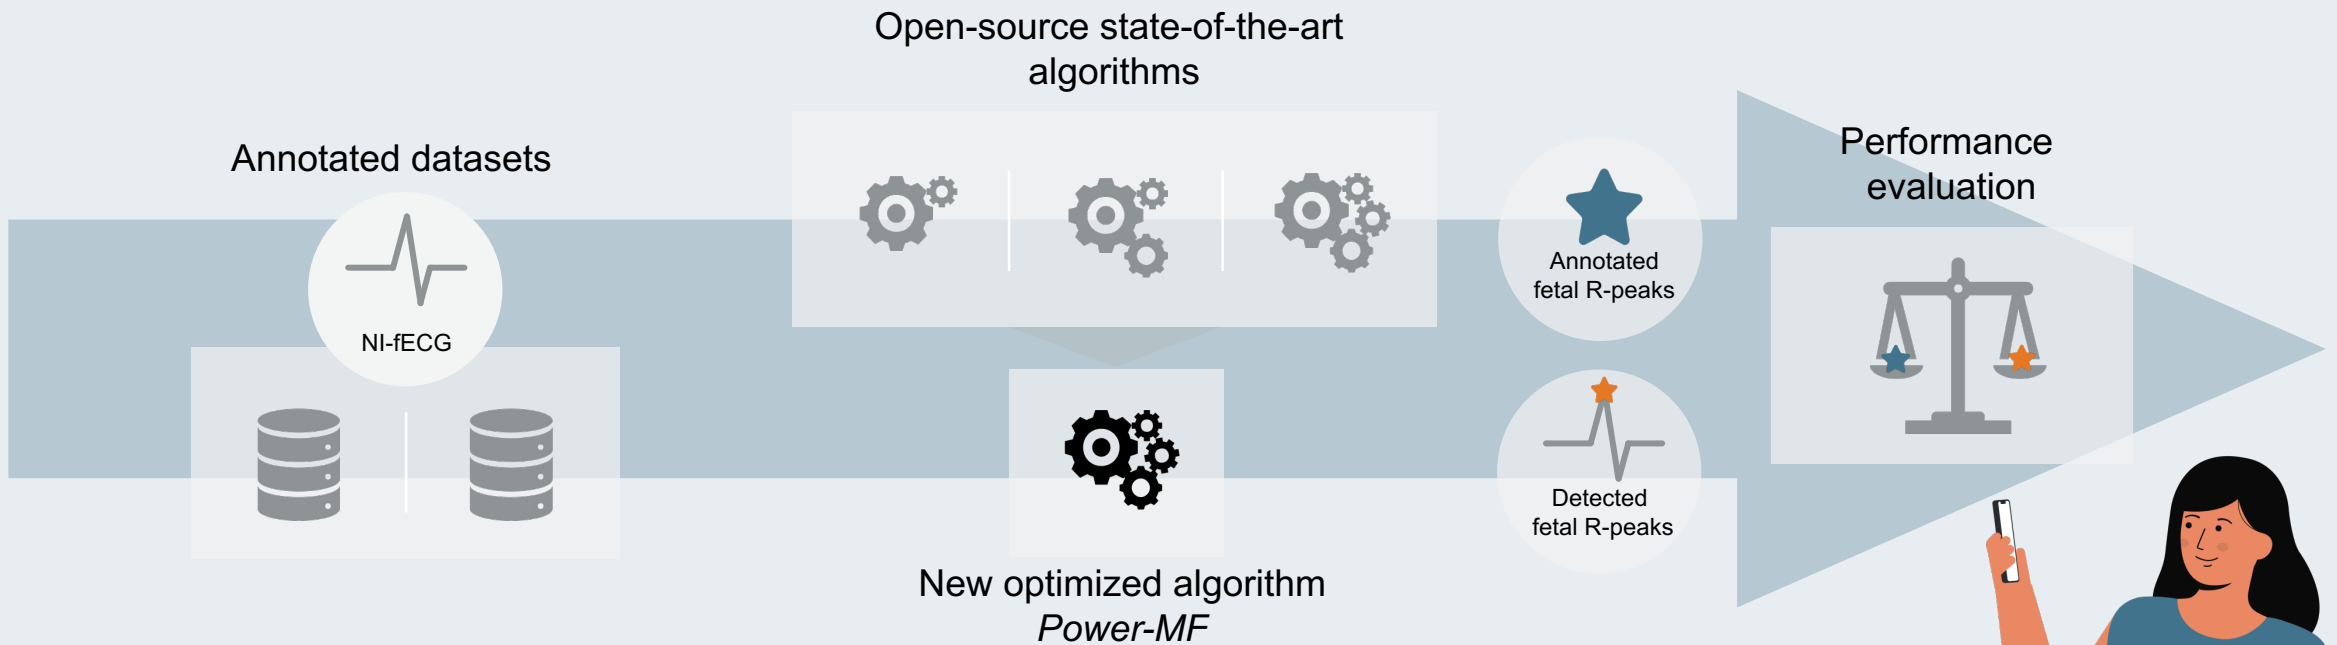 Annotated datasets
NI-fECG
Open-source state-of-the-art
algorithms
New optimized algorithm
Power-MF
Annotated
fetal R-peaks
Detected
fetal R-peaks
Performance
evaluation